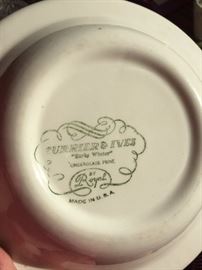 CURRIER & IVES
"Early Winter"
UNDERGLAZE PRINT
BY
Royal
MADE IN U.S.A.